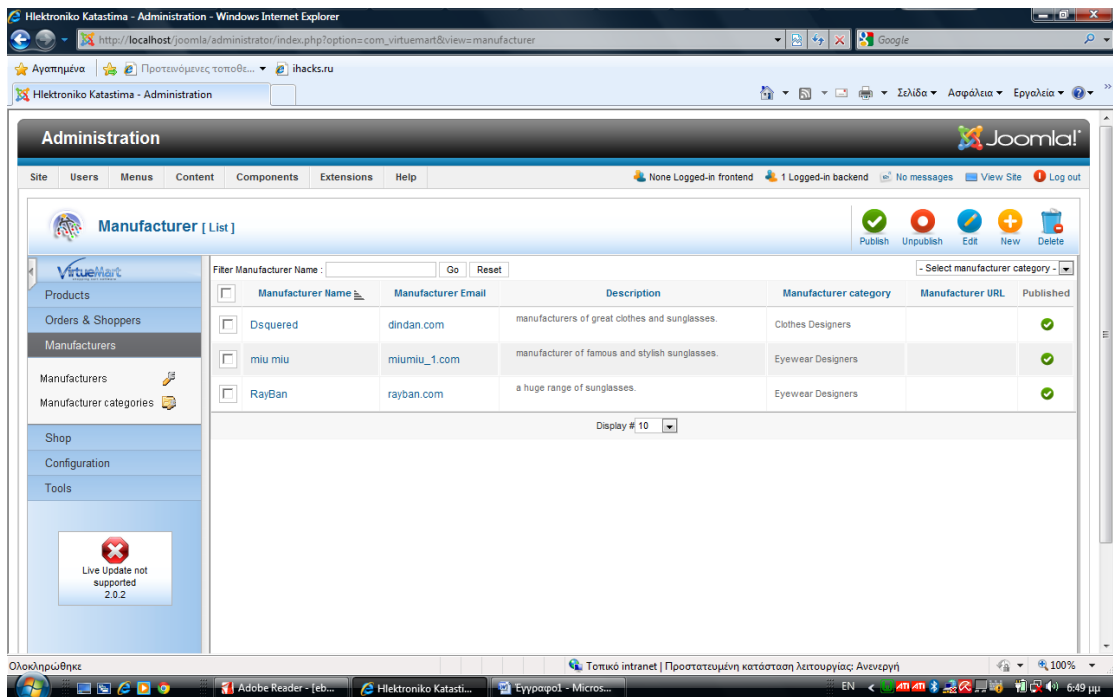 Hlektroniko Katastima - Administration - Windows Internet Explorer
http://localhost/joomla/administrator/index.php?option=com_virtuemart&view=manufacturer
Google
Αγαπημένα Προτεινόμενες τοποθε... ihacks.ru
Hlektroniko Katastima - Administration Σελίδα Ασφάλεια Εργαλεία
Administration Joomla!
Site Users Menus Content Components Extensions Help None Logged-in frontend 1 Logged-in backend No messages View Site Log out
Manufacturer [ List ] Publish Unpublish Edit New Delete
VirtueMart
Filter Manufacturer Name : Go Reset - Select manufacturer category -
Products
Manufacturer Name Manufacturer Email Description Manufacturer category Manufacturer URL Published
Orders & Shoppers
Dsquered dindan.com manufacturers of great clothes and sunglasses. Clothes Designers
Manufacturers
miu miu miumiu_1.com manufacturer of famous and stylish sunglasses. Eyewear Designers
Manufacturers
RayBan rayban.com a huge range of sunglasses. Eyewear Designers
Manufacturer categories
Display # 10
Shop
Configuration
Tools
Live Update not
supported
2.0.2
Ολοκληρώθηκε Τοπικό intranet | Προστατευμένη κατάσταση λειτουργίας: Ανενεργή 100%
Adobe Reader - [eb... Hlektroniko Katasti... Έγγραφο1 - Micros... EN 6:49 μμ